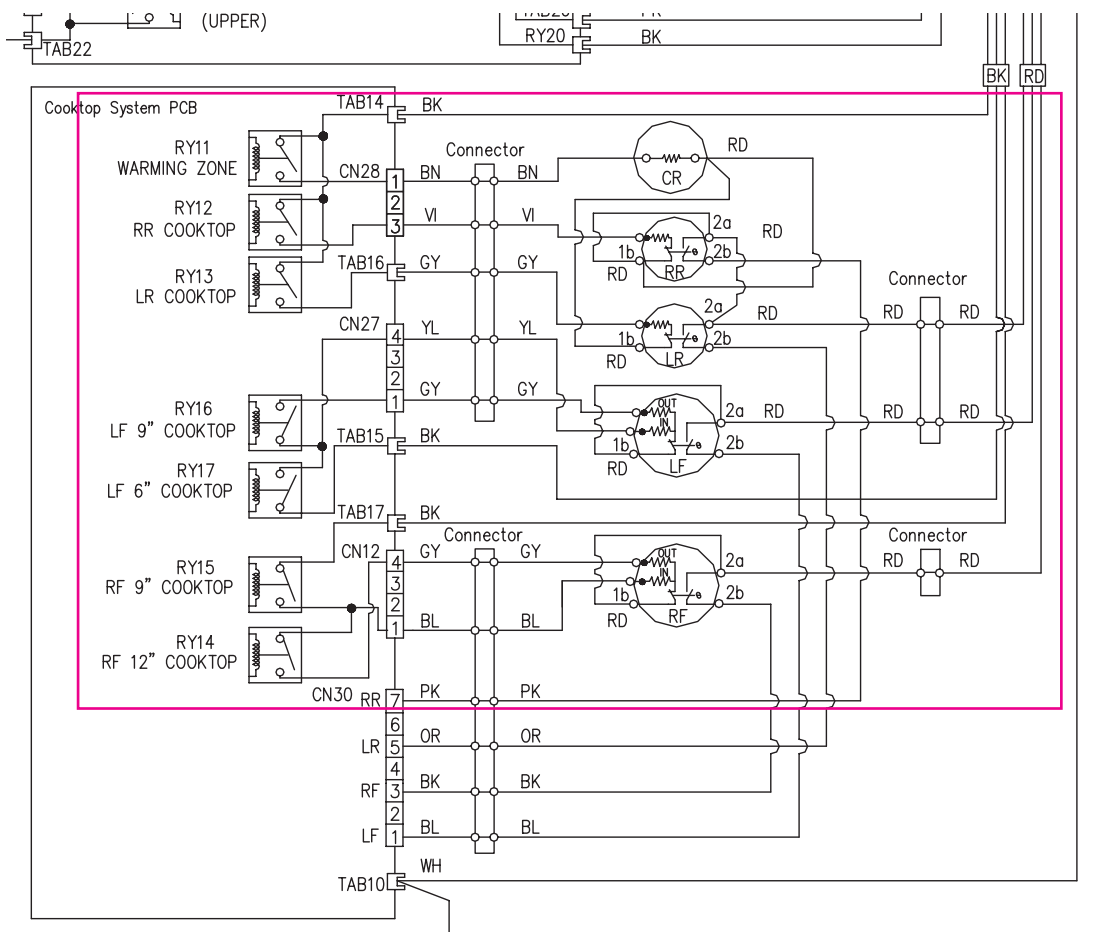 (UPPER)
TAB22
RY20 BK
BK RD
Cooktop System PCB
TAB14 BK
RY11
WARMING ZONE
Connector
RD
CR
CN28 1 BN BN
2
RY12
RR COOKTOP
3 VI VI
2a RD
1b 2b
RD RR
TAB16 GY GY
RY13
LR COOKTOP
Connector
2a RD RD RD
CN27 4 YL YL
1b 2b
RD LR
3
2
1 GY GY
RY16
LF 9” COOKTOP
OUT
IN
2a RD RD RD
1b 2b
RD LF
TAB15 BK
RY17
LF 6” COOKTOP
TAB17 BK
Connector
Connector
CN12 4 GY GY
RY15
RF 9” COOKTOP
OUT
IN
2a RD RD
3
2
1b 2b
RD RF
1 BL BL
RY14
RF 12” COOKTOP
CN30 RR 7 PK PK
6
LR 5 OR OR
4
RF 3 BK BK
2
LF 1 BL BL
WH
TAB10